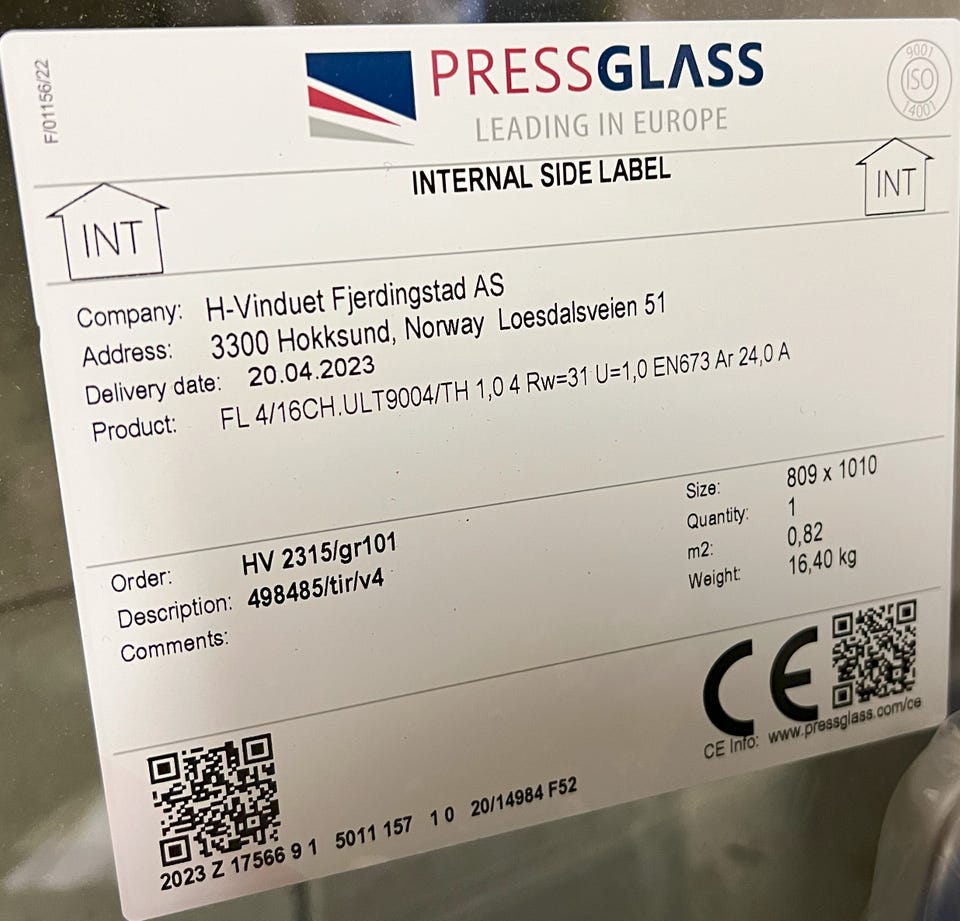 F/01156/22
PRESSGLASS
LEADING IN EUROPE
9001
ISO
14001
INTERNAL SIDE LABEL
INT
INT
Company: H-Vinduet Fjerdingstad AS
Address: 3300 Hokksund, Norway Loesdalsveien 51
Delivery date: 20.04.2023
Product: FL 4/16CH.ULT9004/TH 1,0 4 Rw=31 U=1,0 EN673 Ar 24,0 A
Size: 809 x 1010
Quantity: 1
m2: 0,82
Weight: 16,40 kg
Order: HV 2315/gr101
Description: 498485/tir/v4
Comments:
CE
CE Info: www.pressglass.com/ce
2023 Z 17566 9 1 5011 157 1 0 20/14984 F52